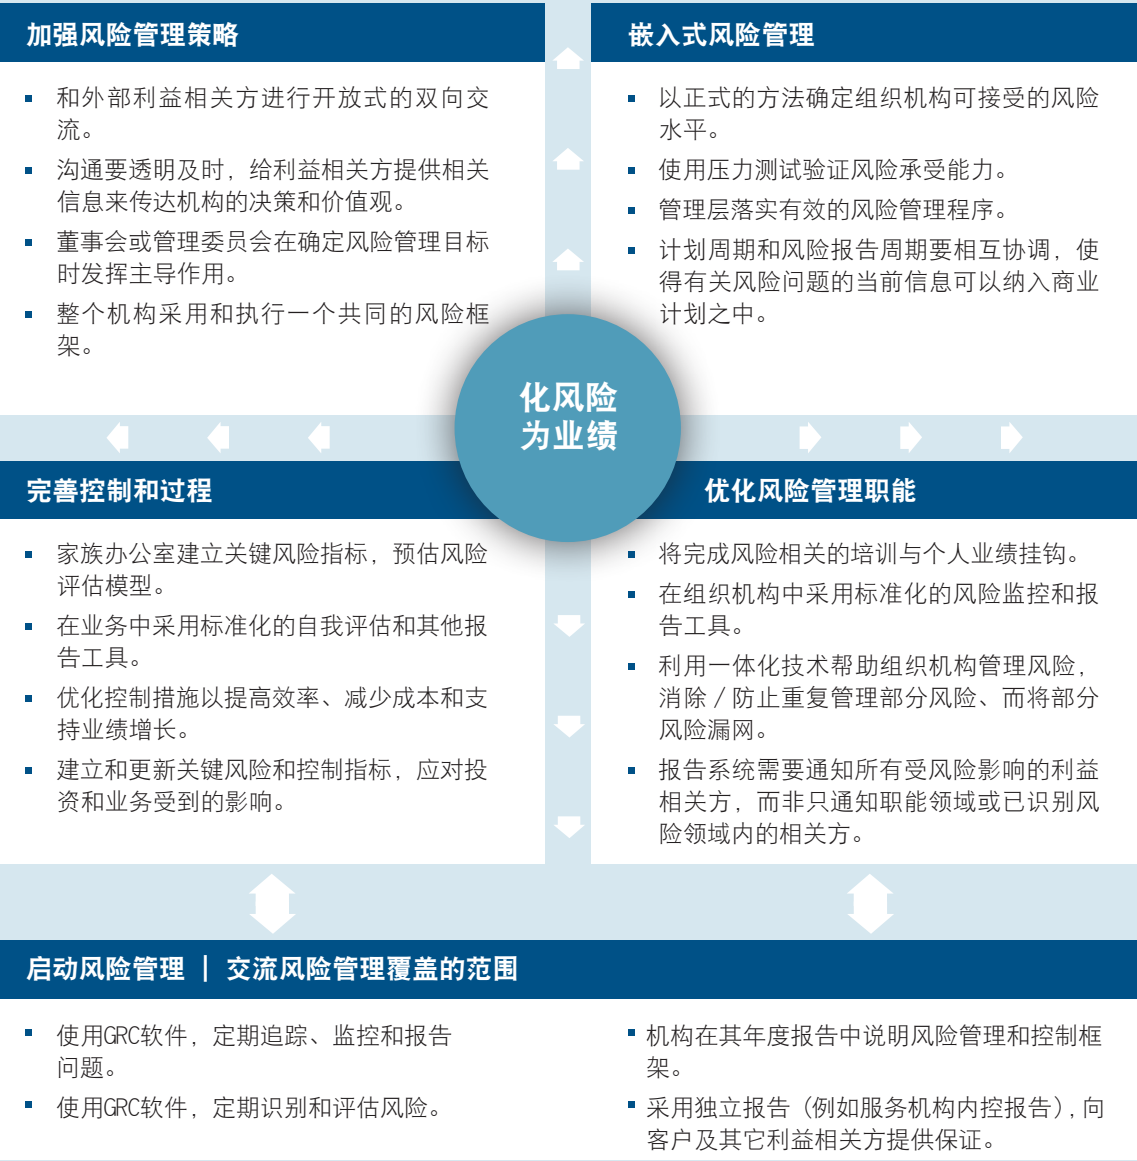 加强风险管理策略
▪ 和外部利益相关方进行开放式的双向交
流。
▪ 沟通要透明及时，给利益相关方提供相关
信息来传达机构的决策和价值观。
▪ 董事会或管理委员会在确定风险管理目标
时发挥主导作用。
▪ 整个机构采用和执行一个共同的风险框
架。
嵌入式风险管理
▪ 以正式的方法确定组织机构可接受的风险
水平。
▪ 使用压力测试验证风险承受能力。
▪ 管理层落实有效的风险管理程序。
▪ 计划周期和风险报告周期要相互协调，使
得有关风险问题的当前信息可以纳入商业
计划之中。
化风险
为业绩
完善控制和过程
▪ 家族办公室建立关键风险指标，预估风险
评估模型。
▪ 在业务中采用标准化的自我评估和其他报
告工具。
▪ 优化控制措施以提高效率、减少成本和支
持业绩增长。
▪ 建立和更新关键风险和控制指标，应对投
资和业务受到的影响。
优化风险管理职能
▪ 将完成风险相关的培训与个人业绩挂钩。
▪ 在组织机构中采用标准化的风险监控和报
告工具。
▪ 利用一体化技术帮助组织机构管理风险，
消除／防止重复管理部分风险、而将部分
风险漏网。
▪ 报告系统需要通知所有受风险影响的利益
相关方，而非只通知职能领域或已识别风
险领域内的相关方。
启动风险管理 | 交流风险管理覆盖的范围
▪ 使用GRC软件，定期追踪、监控和报告
问题。
▪ 使用GRC软件，定期识别和评估风险。
▪ 机构在其年度报告中说明风险管理和控制框
架。
▪ 采用独立报告（例如服务机构内控报告），向
客户及其它利益相关方提供保证。